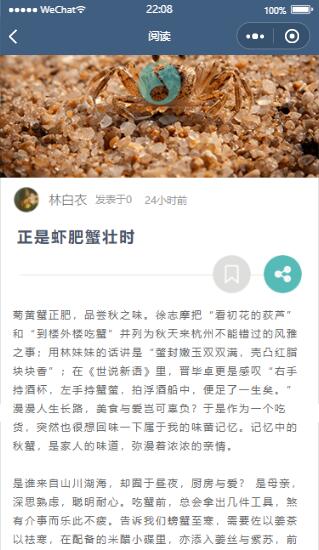 WeChat
22:08
100%
阅读
林白衣
发表于0
24小时前
正是虾肥蟹壮时
菊黄蟹正肥，品尝秋之味。徐志摩把“看初花的荻芦”
和“到楼外楼吃蟹”并列为秋天来杭州不能错过的风雅
之事；用林妹妹的话讲是“螯封嫩玉双双满，壳凸红脂
块块香”；在《世说新语》里，晋毕卓更是感叹“右手
持酒杯，左手持蟹螯，拍浮酒船中，便足了一生矣。”
漫漫人生长路，美食与爱岂可辜负？于是作为一个吃
货，突然也很想回味一下属于我的味蕾记忆。记忆中的
秋蟹，是家人的味道，弥漫着浓浓的亲情。
是谁来自山川湖海，却囿于昼夜，厨房与爱？ 是母亲，
深思熟虑，聪明耐心。吃蟹前，总会拿出几件工具，煞
有介事而乐此不疲。告诉我们螃蟹至寒，需要佐以姜茶
以祛寒，在配备的米醋小碟里，亦添入姜丝与紫苏，前